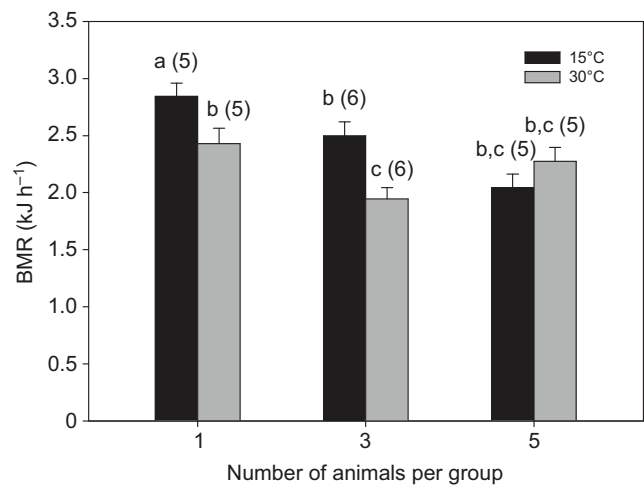 3.5
3.0
2.5
2.0
1.5
1.0
0.5
0
BMR (kJ h⁻¹)
15°C
30°C
a (5)
b (5)
b (6)
c (6)
b,c (5)
b,c (5)
1 3 5
Number of animals per group